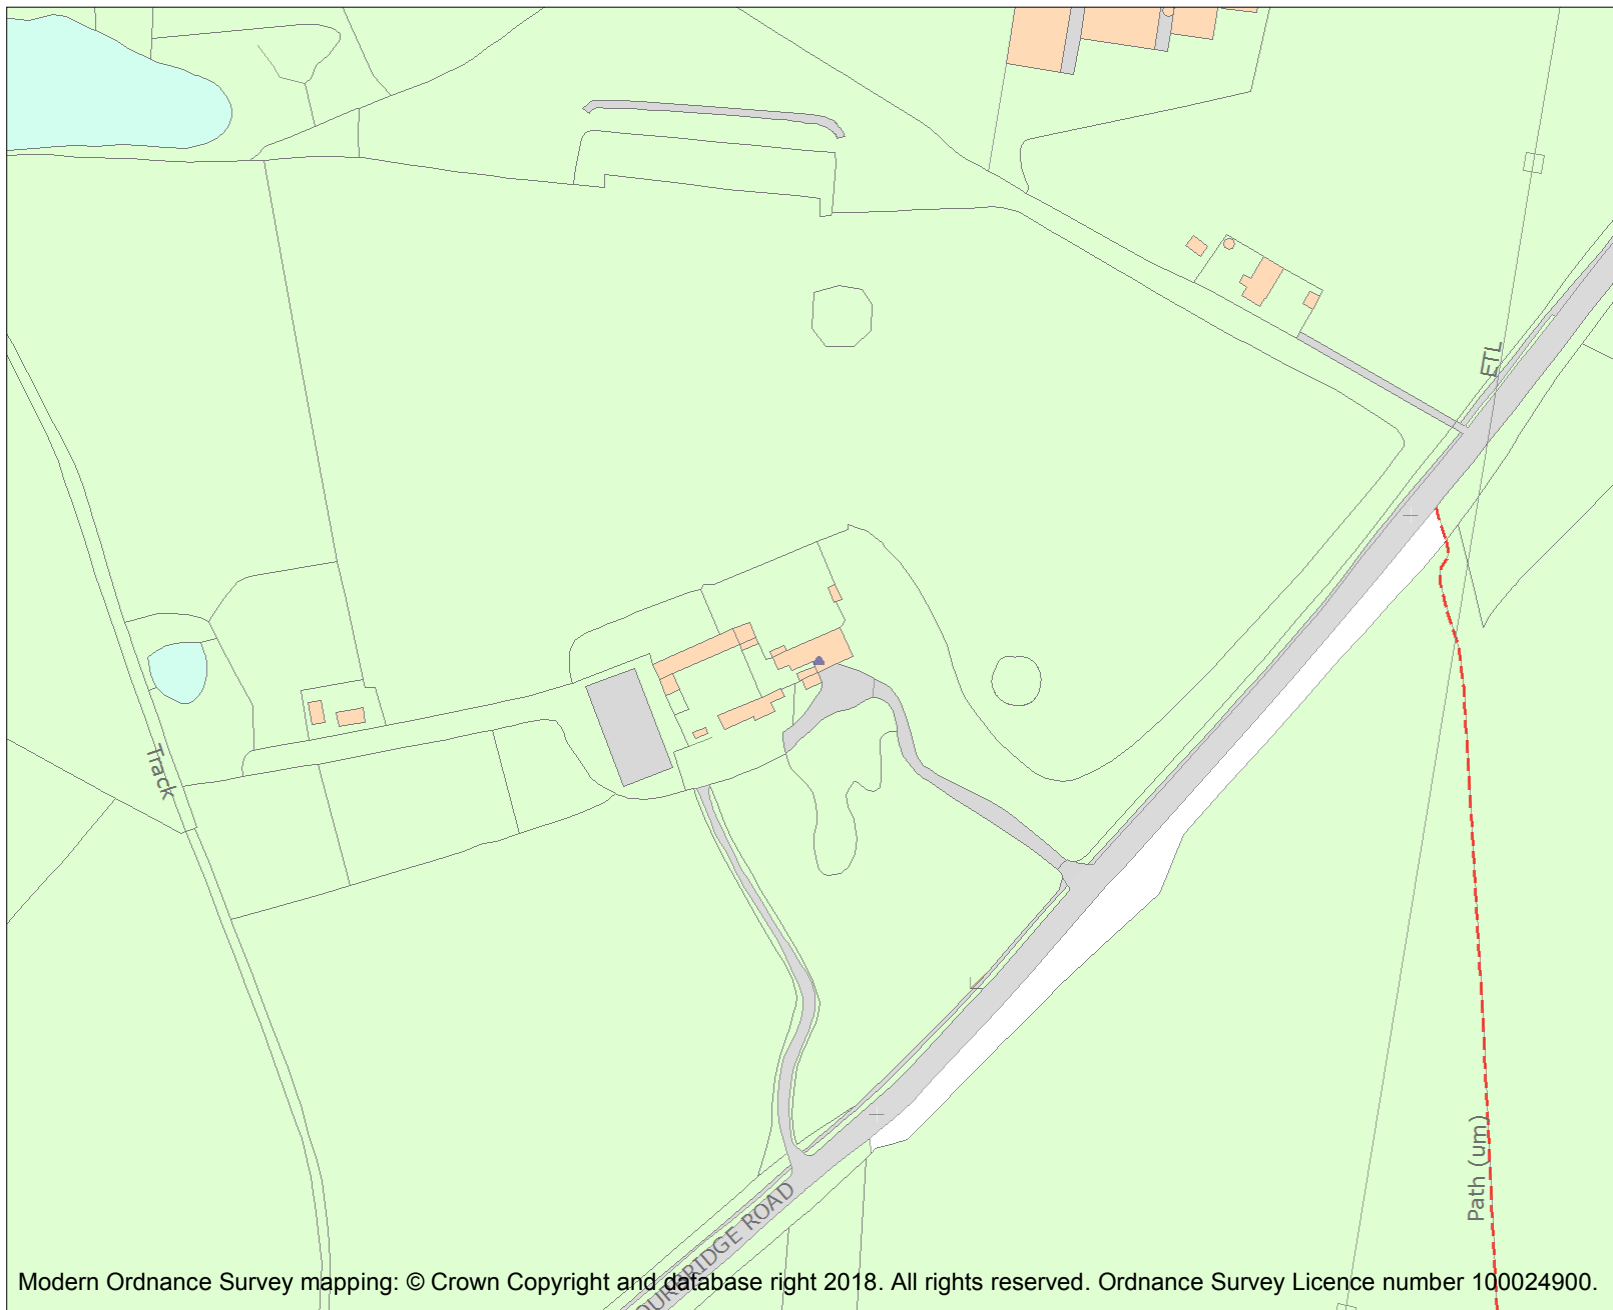 ETL
Track
Path (um)
ROAD
Modern Ordnance Survey mapping: © Crown Copyright and database right 2018. All rights reserved. Ordnance Survey Licence number 100024900.